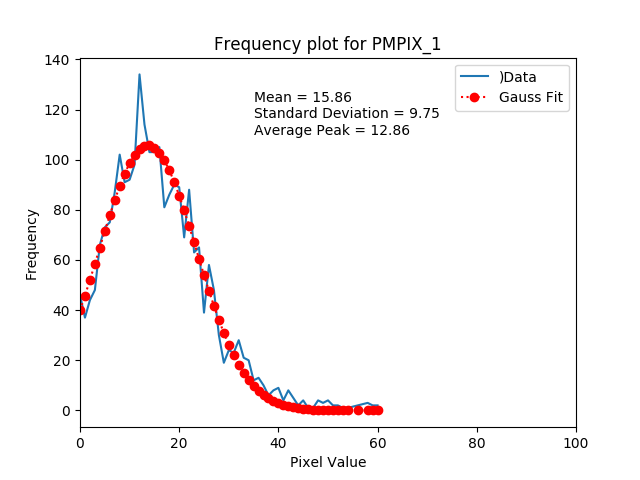 Frequency plot for PMPIX_1
)Data
Gauss Fit
Mean = 15.86
Standard Deviation = 9.75
Average Peak = 12.86
Frequency
140
120
100
80
60
40
20
0
0 20 40 60 80 100
Pixel Value